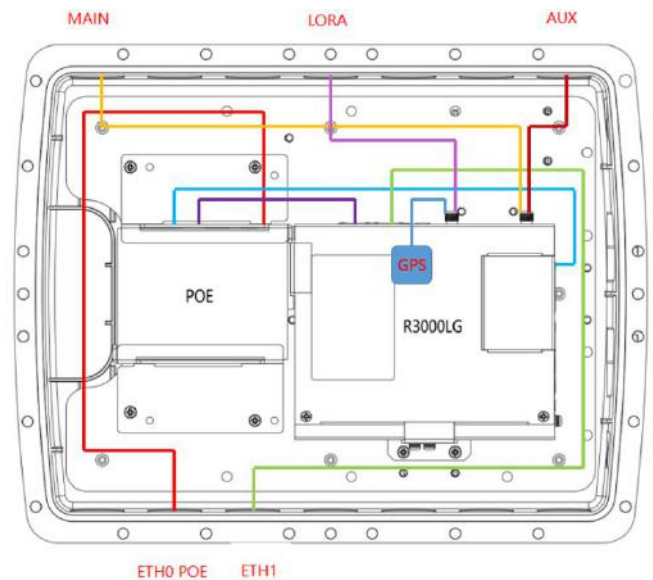 MAIN LORA AUX
GPS
POE
R3000LG
ETH0 POE ETH1